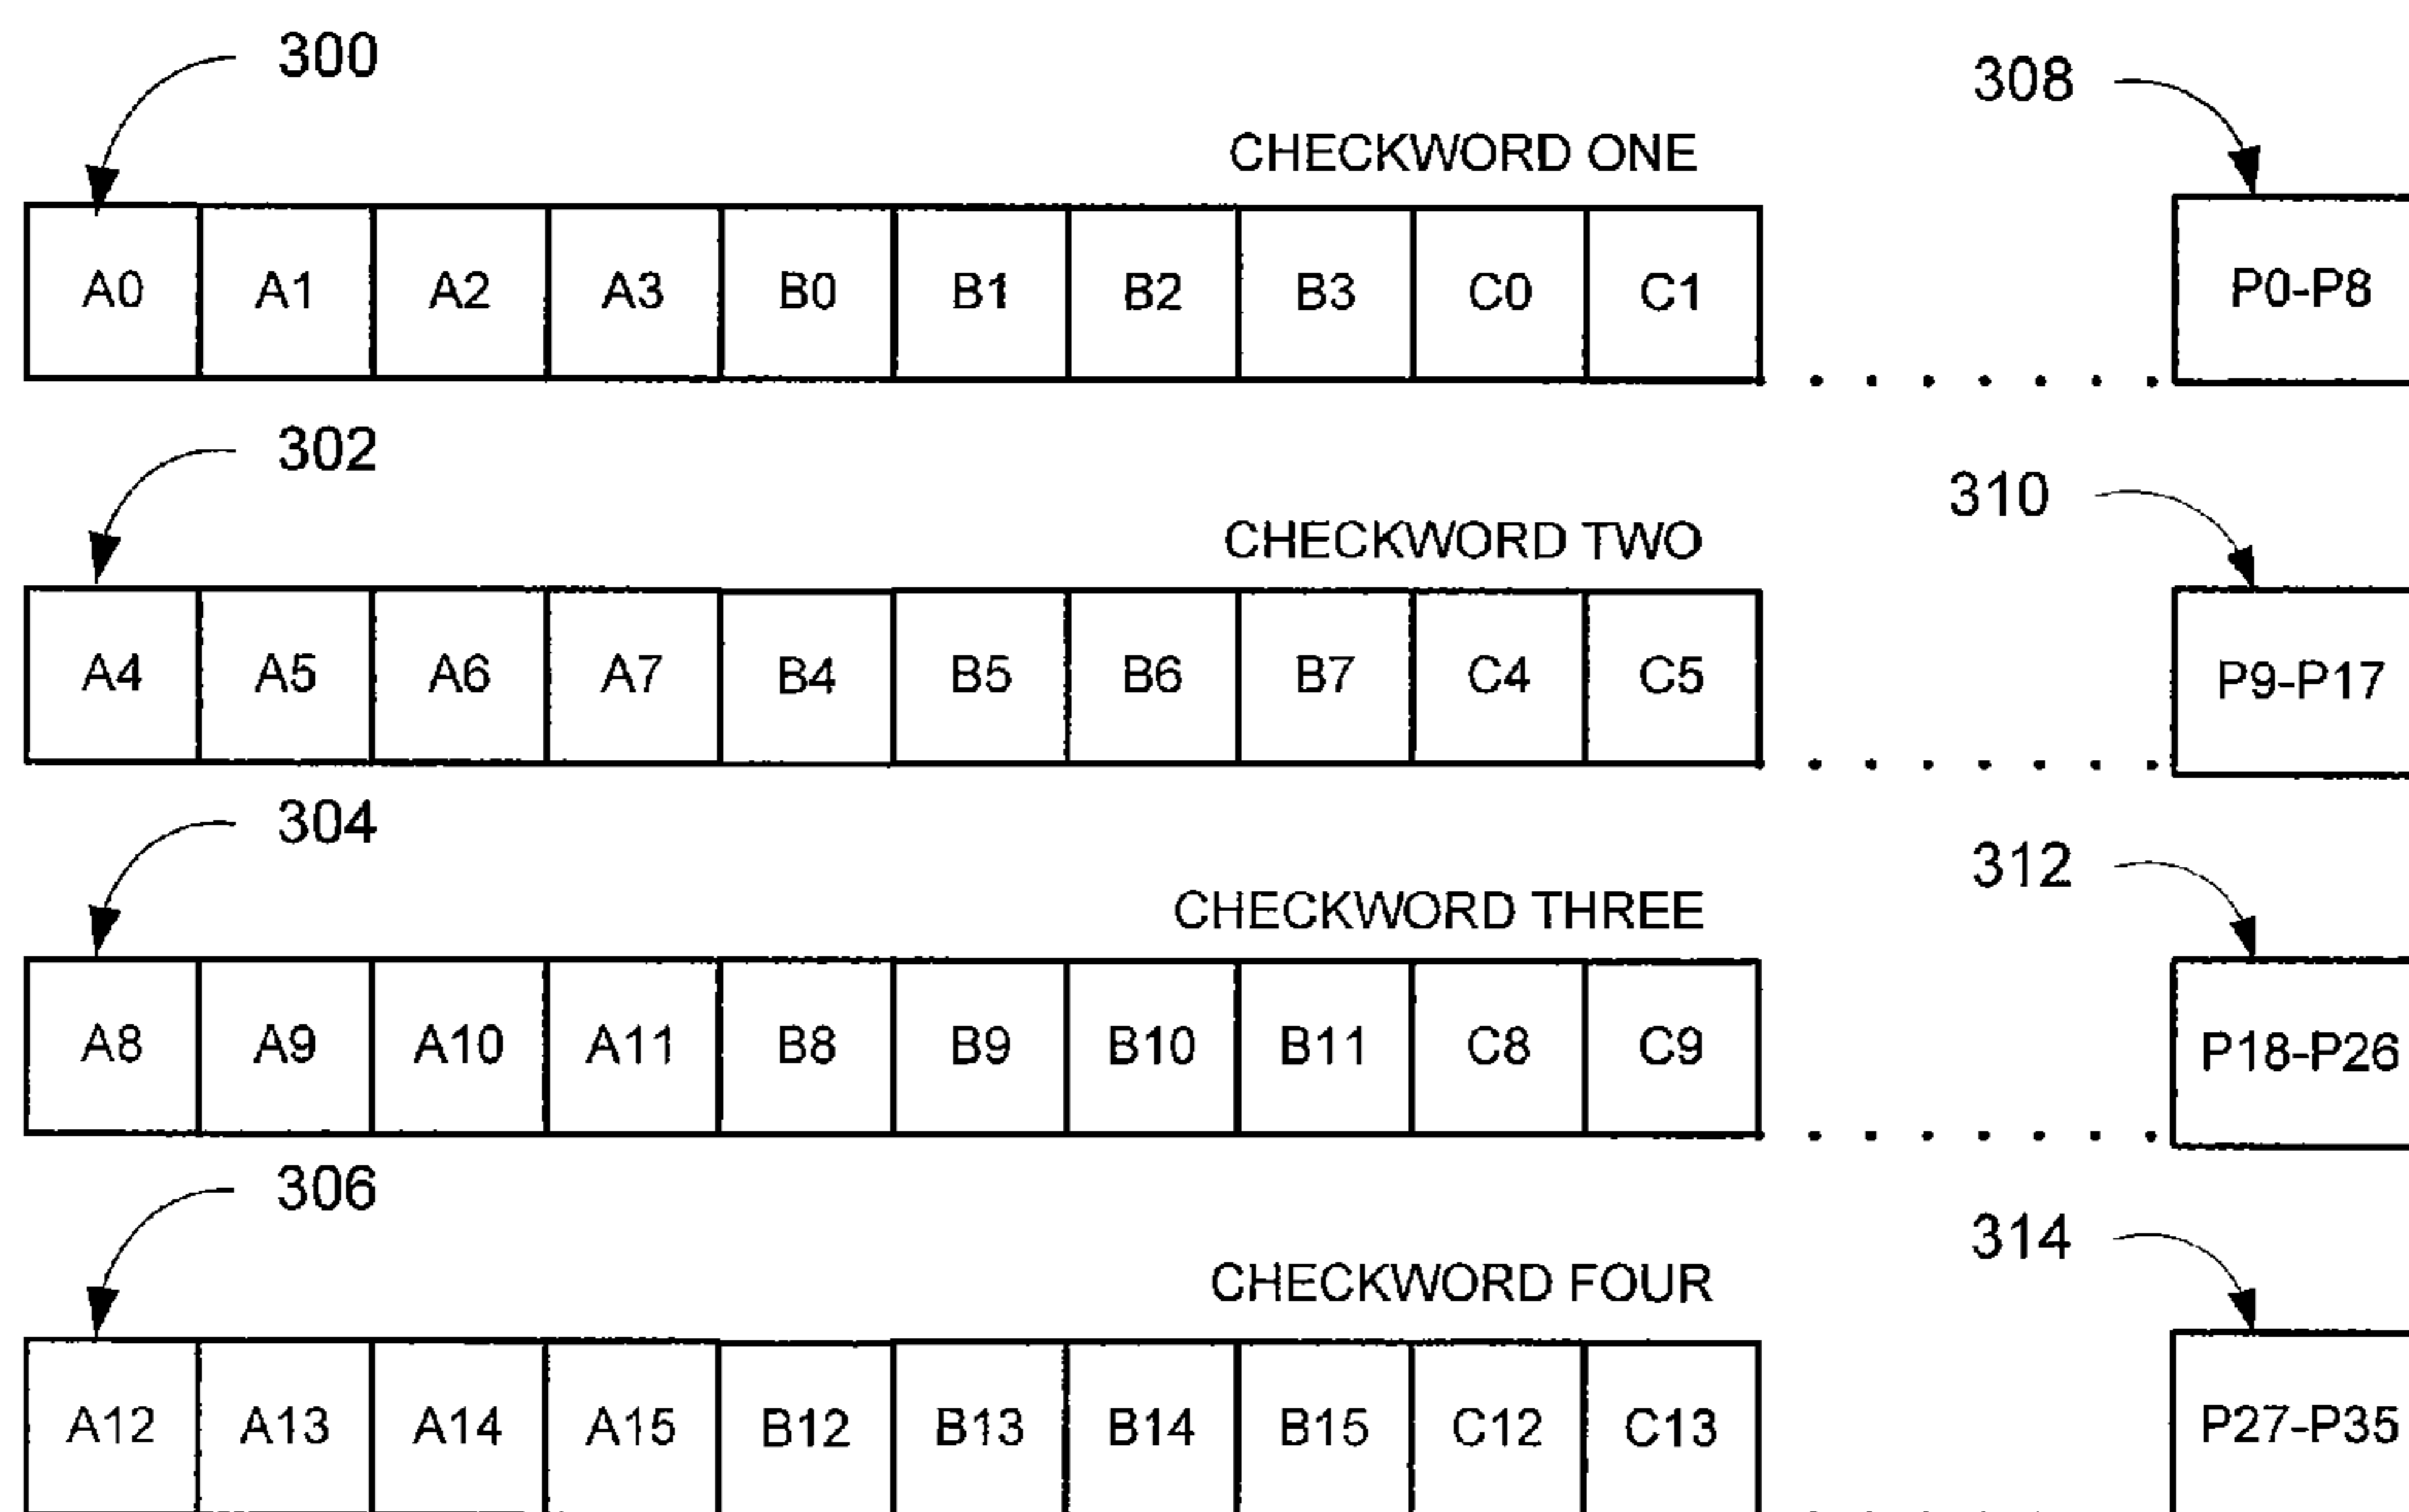 300
308
CHECKWORD ONE
A0 A1 A2 A3 B0 B1 B2 B3 C0 C1 P0-P8
302
310
CHECKWORD TWO
A4 A5 A6 A7 B4 B5 B6 B7 C4 C5 P9-P17
304
312
CHECKWORD THREE
A8 A9 A10 A11 B8 B9 B10 B11 C8 C9 P18-P26
306
314
CHECKWORD FOUR
A12 A13 A14 A15 B12 B13 B14 B15 C12 C13 P27-P35